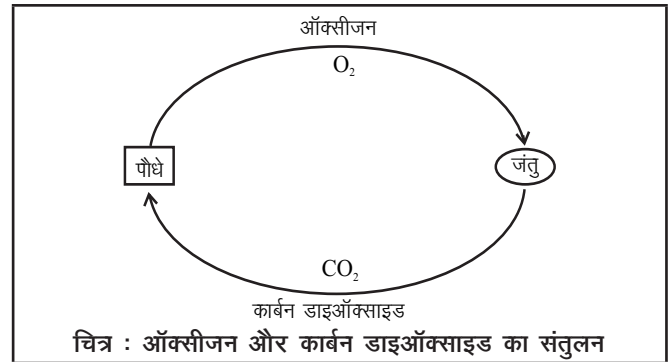 ऑक्सीजन
O₂
पौधे
जंतु
CO₂
कार्बन डाइऑक्साइड
चित्र : ऑक्सीजन और कार्बन डाइऑक्साइड का संतुलन